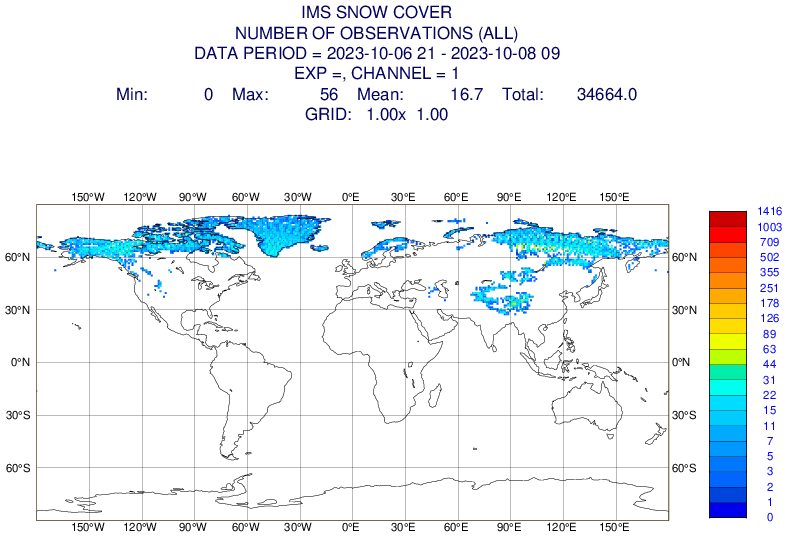 IMS SNOW COVER
NUMBER OF OBSERVATIONS (ALL)
DATA PERIOD = 2023-10-06 21 - 2023-10-08 09
EXP =, CHANNEL = 1
Min: 0 Max: 56 Mean: 16.7 Total: 34664.0
GRID: 1.00x 1.00
150°W 120°W 90°W 60°W 30°W 0°E 30°E 60°E 90°E 120°E 150°E
60°N 60°N
30°N 30°N
0°N 0°N
30°S 30°S
60°S 60°S
150°W 120°W 90°W 60°W 30°W 0°E 30°E 60°E 90°E 120°E 150°E
1416
1003
709
502
355
251
178
126
89
63
44
31
22
15
11
7
5
3
2
1
0